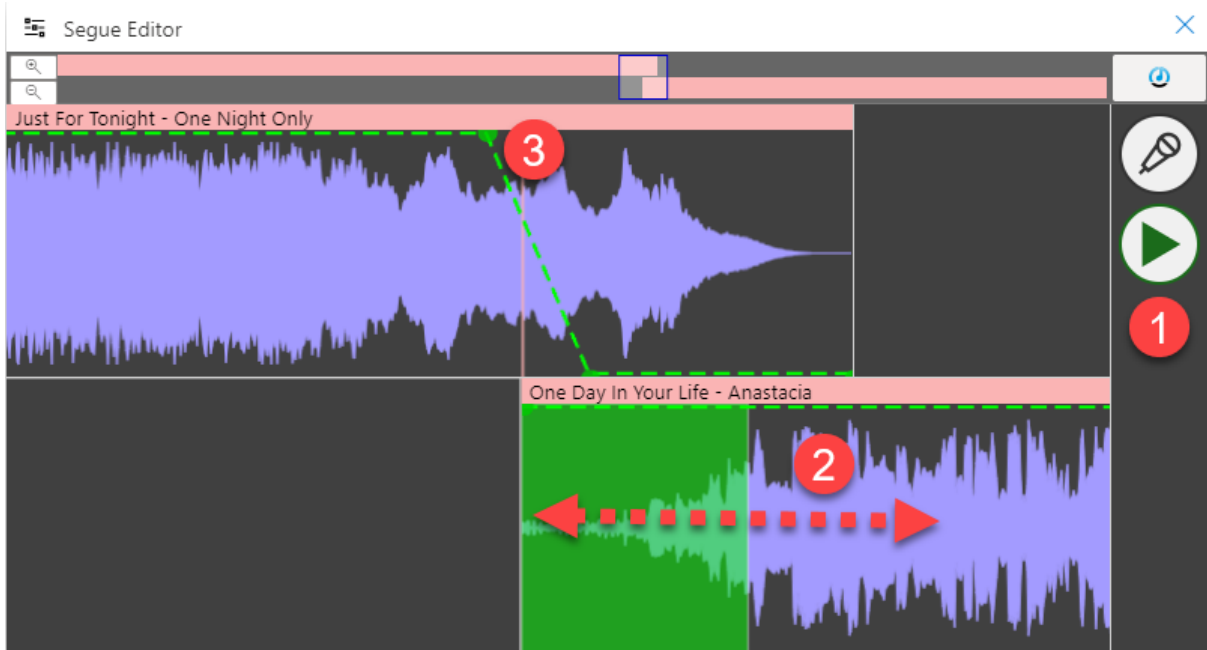 Segue Editor
Just For Tonight - One Night Only
3
1
One Day In Your Life - Anastacia
2